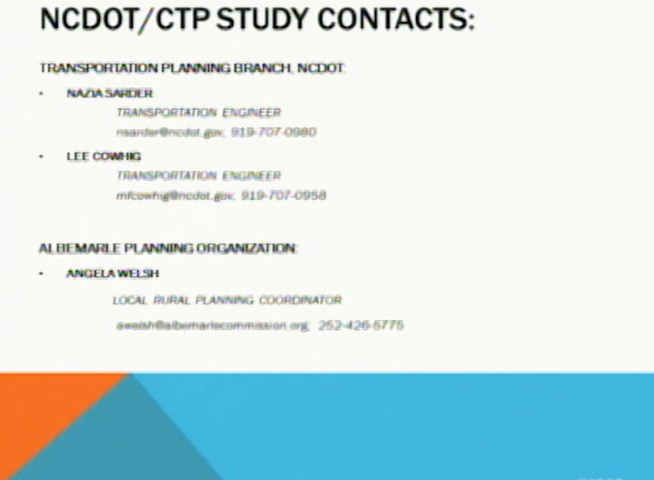 NCDOT/CTP STUDY CONTACTS:
TRANSPORTATION PLANNING BRANCH, NCDOT:
• NAZIA SARDER
TRANSPORTATION ENGINEER
nsarder@ncdot.gov; 919-707-0980
• LEE COWHIG
TRANSPORTATION ENGINEER
mfcowhig@ncdot.gov; 919-707-0958
ALBEMARLE PLANNING ORGANIZATION:
• ANGELA WELSH
LOCAL RURAL PLANNING COORDINATOR
awelsh@albemarlecommission.org; 252-426-5775